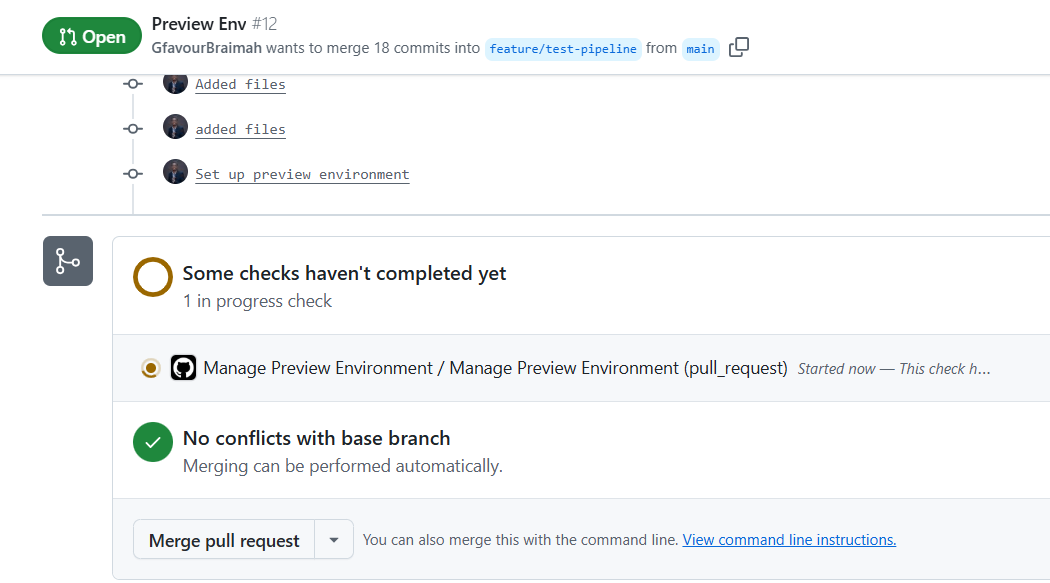 Open
Preview Env #12
GfavourBraimah wants to merge 18 commits into feature/test-pipeline from main
Added files
added files
Set up preview environment
Some checks haven't completed yet
1 in progress check
Manage Preview Environment / Manage Preview Environment (pull_request) Started now — This check h...
No conflicts with base branch
Merging can be performed automatically.
Merge pull request
You can also merge this with the command line. View command line instructions.